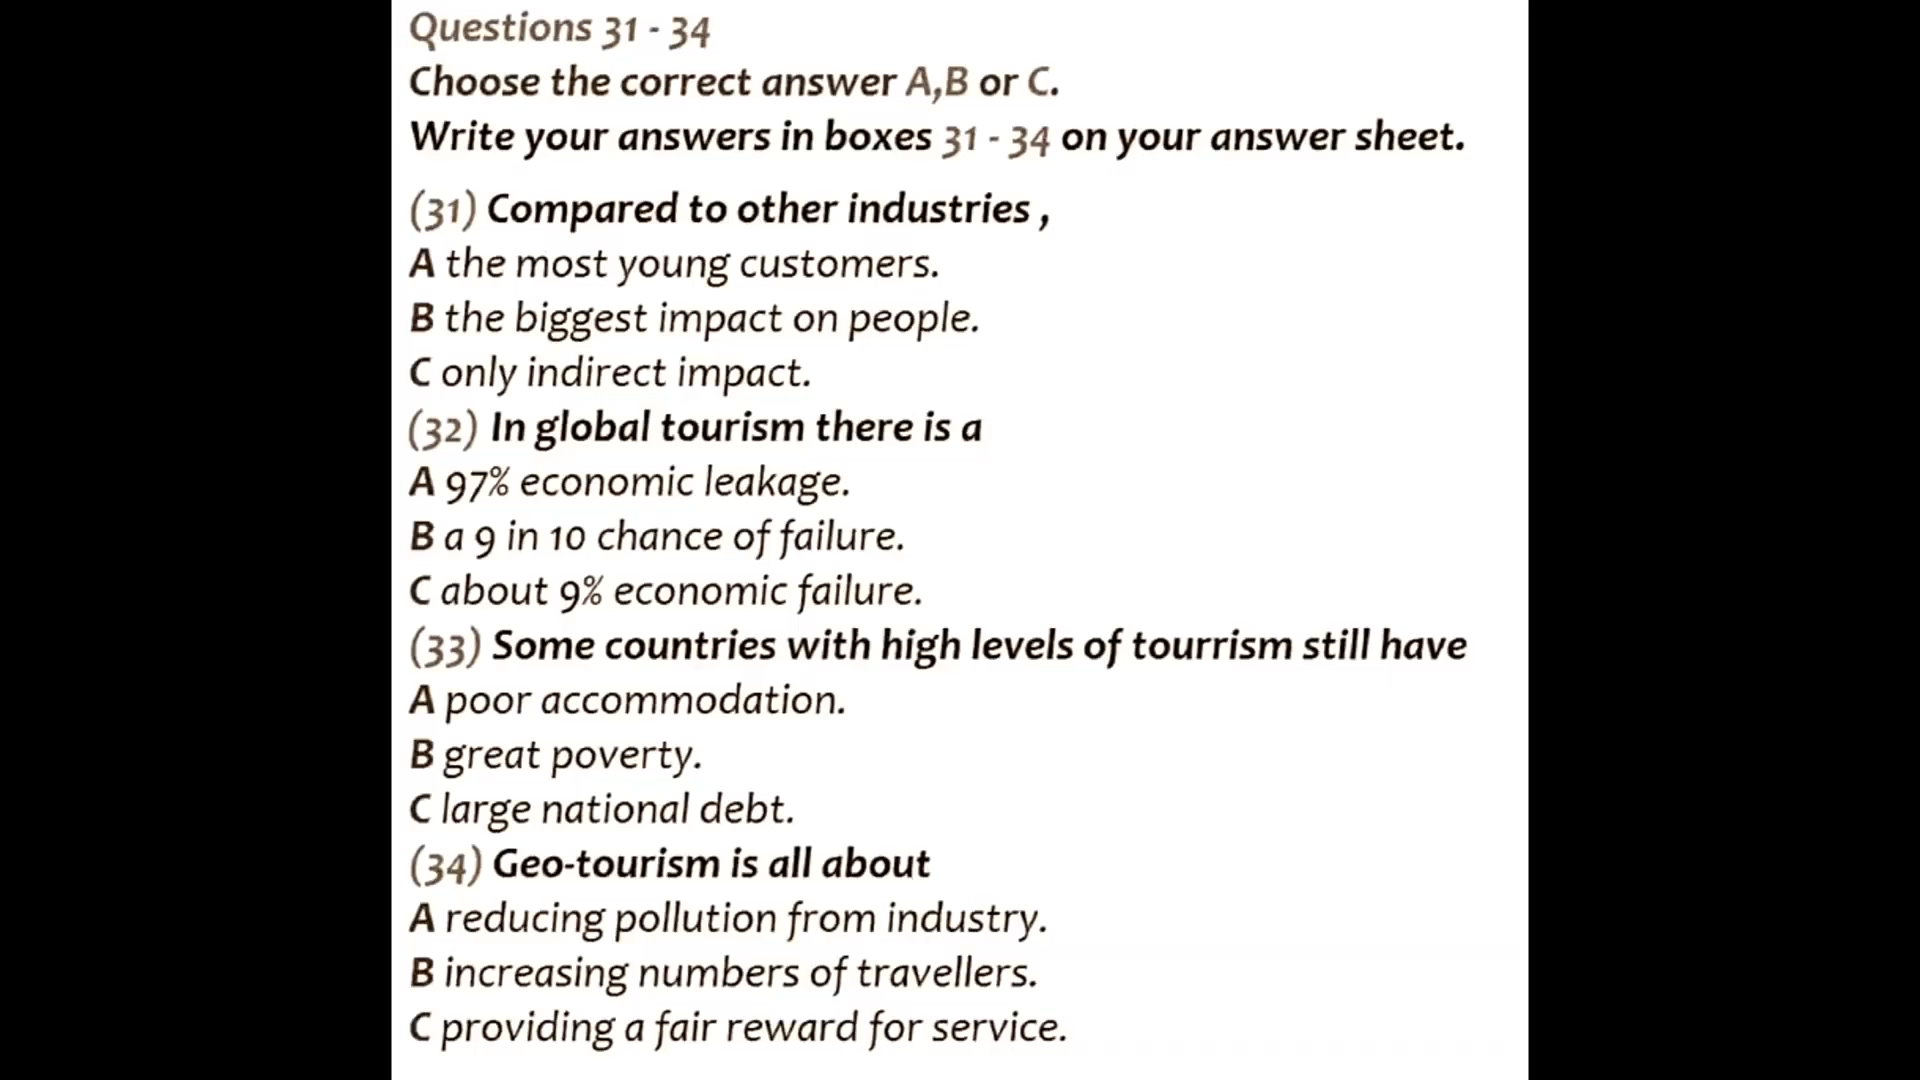 Questions 31 - 34
Choose the correct answer A,B or C.
Write your answers in boxes 31 - 34 on your answer sheet.
(31) Compared to other industries ,
A the most young customers.
B the biggest impact on people.
C only indirect impact.
(32) In global tourism there is a
A 97% economic leakage.
B a 9 in 10 chance of failure.
C about 9% economic failure.
(33) Some countries with high levels of tourrism still have
A poor accommodation.
B great poverty.
C large national debt.
(34) Geo-tourism is all about
A reducing pollution from industry.
B increasing numbers of travellers.
C providing a fair reward for service.